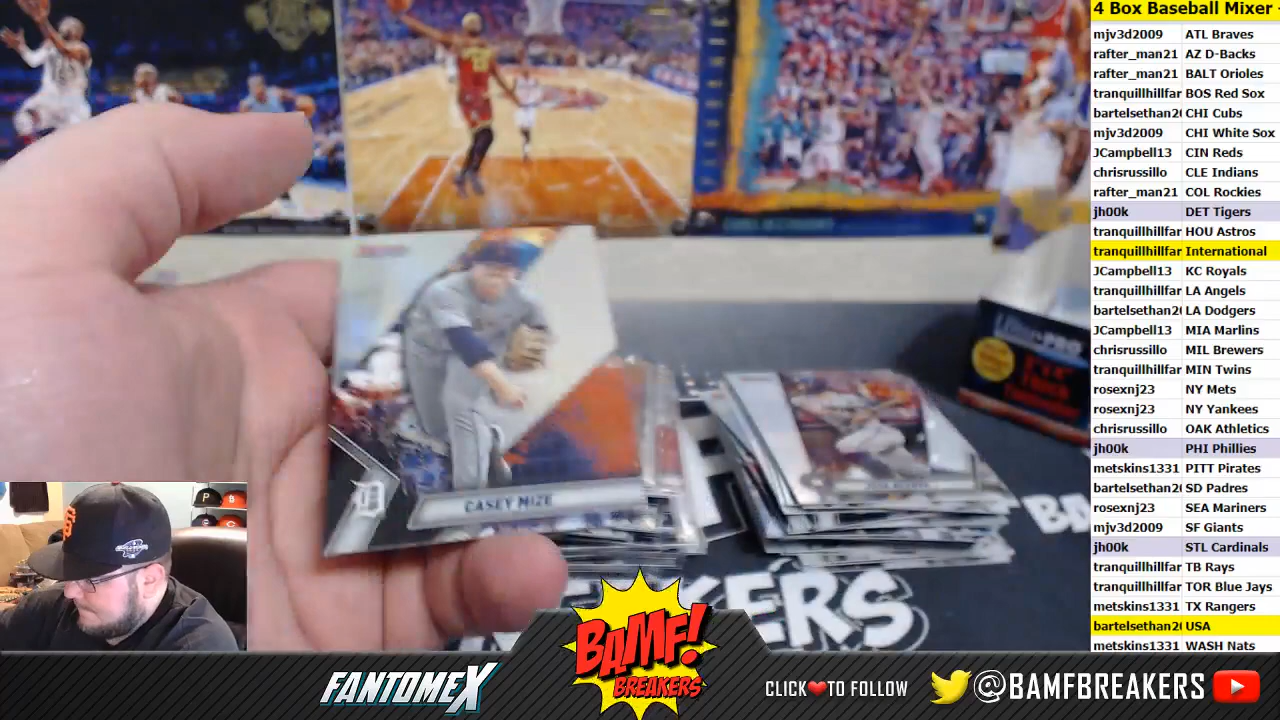 4 Box Baseball Mixer -
mjv3d2009 ATL Braves
rafter_man21 AZ D-Backs
rafter_man21 BALT Orioles
tranquillhillfar BOS Red Sox
bartelsethan2 CHI Cubs
mjv3d2009 CHI White Sox
JCampbell13 CIN Reds
chrisrussillo CLE Indians
rafter_man21 COL Rockies
jh00k DET Tigers
tranquillhillfar HOU Astros
tranquillhillfar International
JCampbell13 KC Royals
tranquillhillfar LA Angels
bartelsethan2 LA Dodgers
JCampbell13 MIA Marlins
chrisrussillo MIL Brewers
tranquillhillfar MIN Twins
rosexnj23 NY Mets
rosexnj23 NY Yankees
chrisrussillo OAK Athletics
jh00k PHI Phillies
metskins1331 PITT Pirates
bartelsethan2 SD Padres
rosexnj23 SEA Mariners
mjv3d2009 SF Giants
jh00k STL Cardinals
tranquillhillfar TB Rays
tranquillhillfar TOR Blue Jays
metskins1331 TX Rangers
bartelsethan2 USA
metskins1331 WASH Nats
CASEY MIZE
BA
KERS
BAMF!
BREAKERS
FANTOMEX
CLICK TO FOLLOW
@BAMFBREAKERS